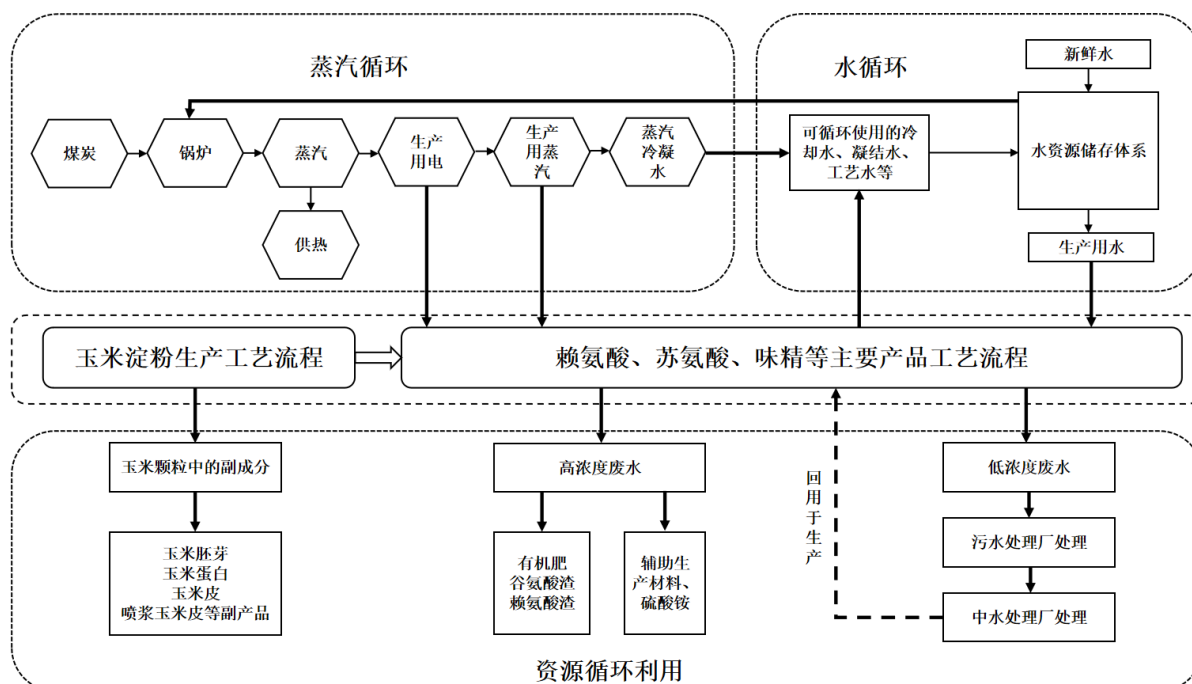 蒸汽循环
水循环
新鲜水
煤炭
锅炉
蒸汽
生产
用电
生产
用蒸
汽
蒸汽
冷凝
水
可循环使用的冷
却水、凝结水、
工艺水等
水资源储存体系
供热
生产用水
玉米淀粉生产工艺流程
赖氨酸、苏氨酸、味精等主要产品工艺流程
玉米颗粒中的副成分
高浓度废水
回用于生产
低浓度废水
玉米胚芽
玉米蛋白
玉米皮
喷浆玉米皮等副产品
有机肥
谷氨酸渣
赖氨酸渣
辅助生
产材料、
硫酸铵
污水处理厂处理
中水处理厂处理
资源循环利用